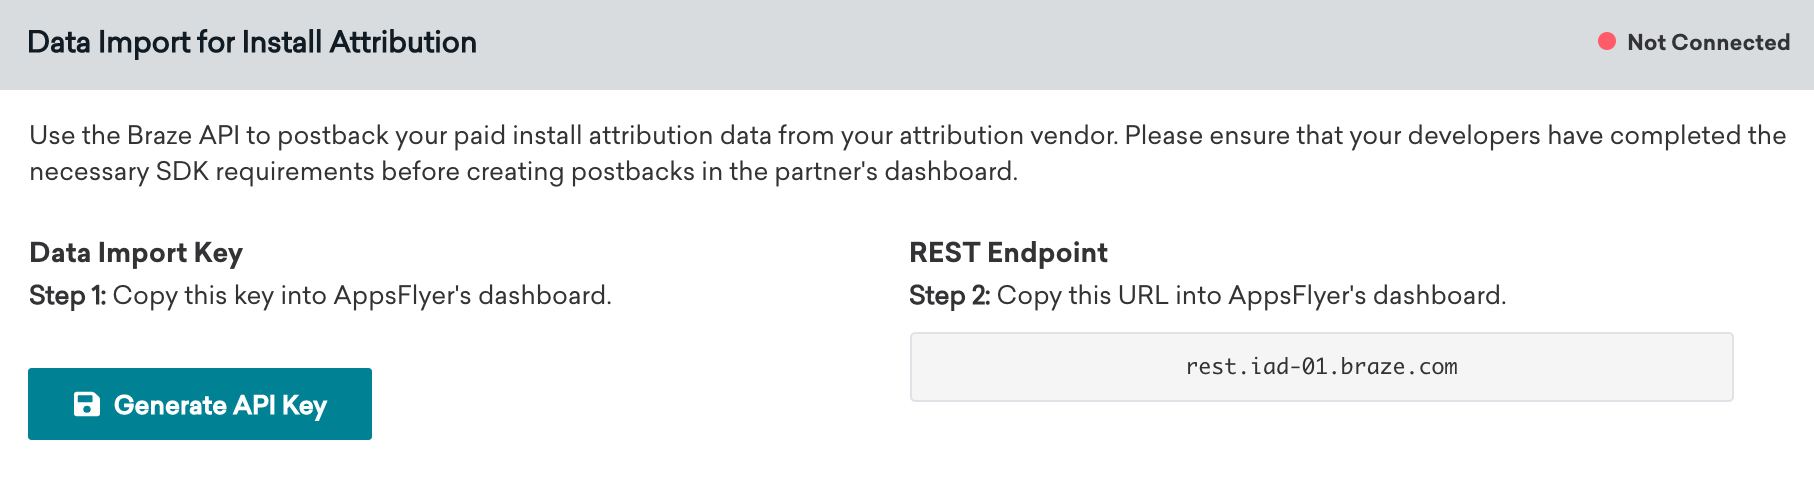 Data Import for Install Attribution
Not Connected
Use the Braze API to postback your paid install attribution data from your attribution vendor. Please ensure that your developers have completed the
necessary SDK requirements before creating postbacks in the partner's dashboard.
Data Import Key
Step 1: Copy this key into AppsFlyer's dashboard.
Generate API Key
REST Endpoint
Step 2: Copy this URL into AppsFlyer's dashboard.
rest.iad-01.braze.com